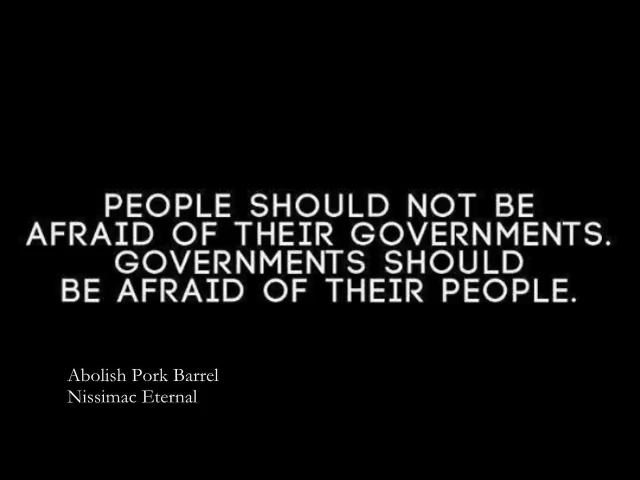 PEOPLE SHOULD NOT BE
AFRAID OF THEIR GOVERNMENTS.
GOVERNMENTS SHOULD
BE AFRAID OF THEIR PEOPLE.
Abolish Pork Barrel
Nissimac Eternal